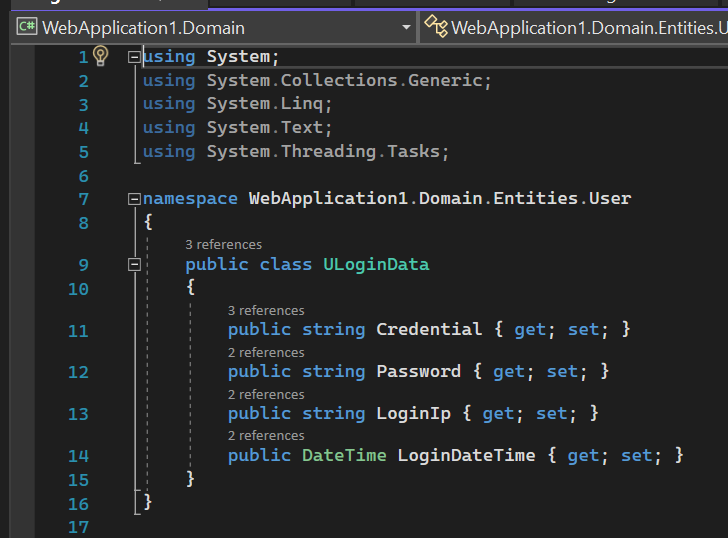 C# WebApplication1.Domain WebApplication1.Domain.Entities.U
1 using System;
2 using System.Collections.Generic;
3 using System.Linq;
4 using System.Text;
5 using System.Threading.Tasks;
6
7 namespace WebApplication1.Domain.Entities.User
8 {
3 references
9 public class ULoginData
10 {
3 references
11 public string Credential { get; set; }
2 references
12 public string Password { get; set; }
2 references
13 public string LoginIp { get; set; }
2 references
14 public DateTime LoginDateTime { get; set; }
15 }
16 }
17